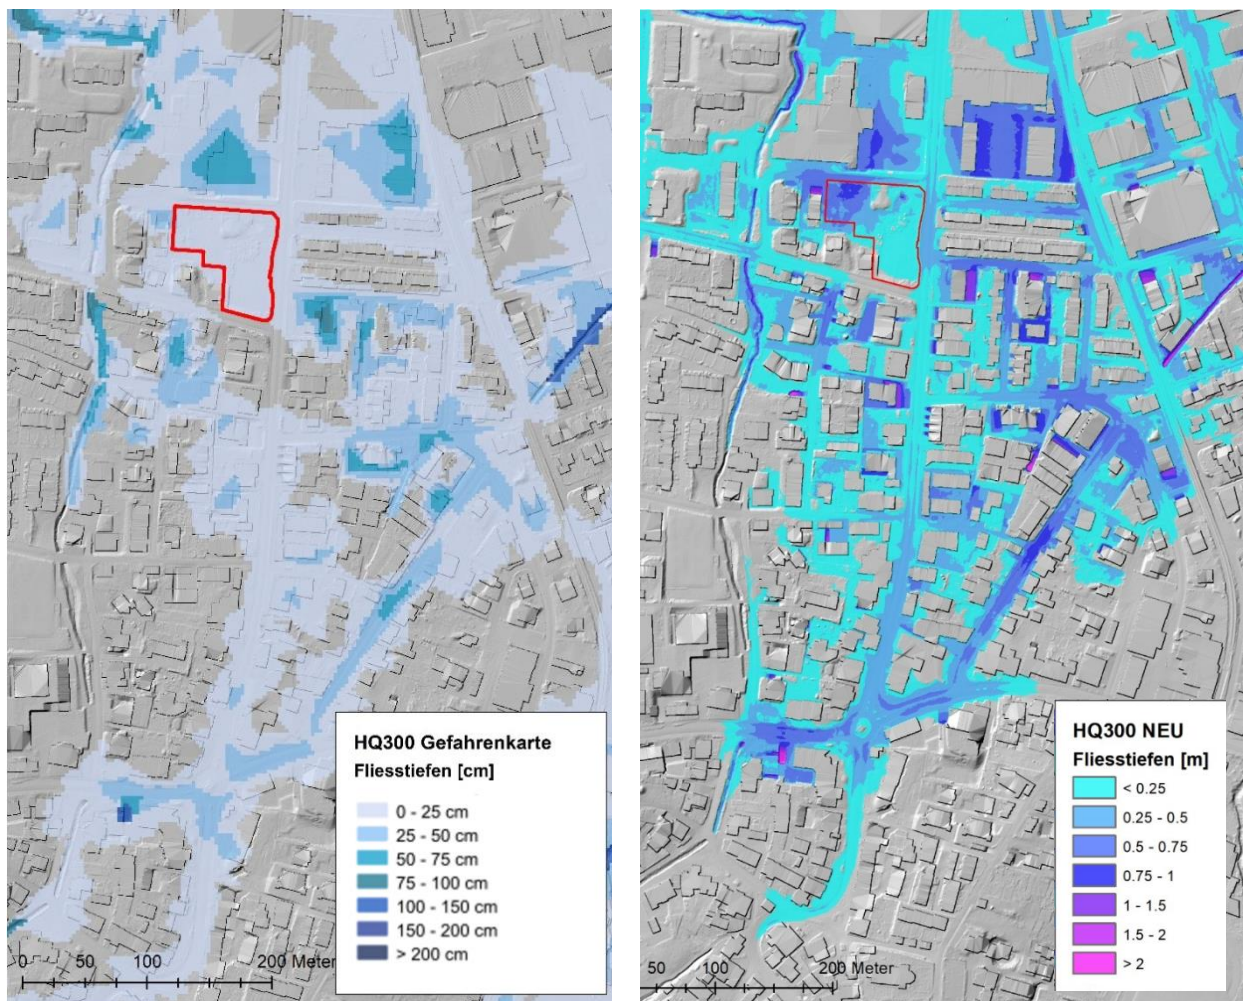 HQ300 Gefahrenkarte
Fliesstiefen [cm]
0 - 25 cm
25 - 50 cm
50 - 75 cm
75 - 100 cm
100 - 150 cm
150 - 200 cm
> 200 cm
0 50 100 200 Meter
HQ300 NEU
Fliesstiefen [m]
< 0.25
0.25 - 0.5
0.5 - 0.75
0.75 - 1
1 - 1.5
1.5 - 2
> 2
50 100 200 Meter